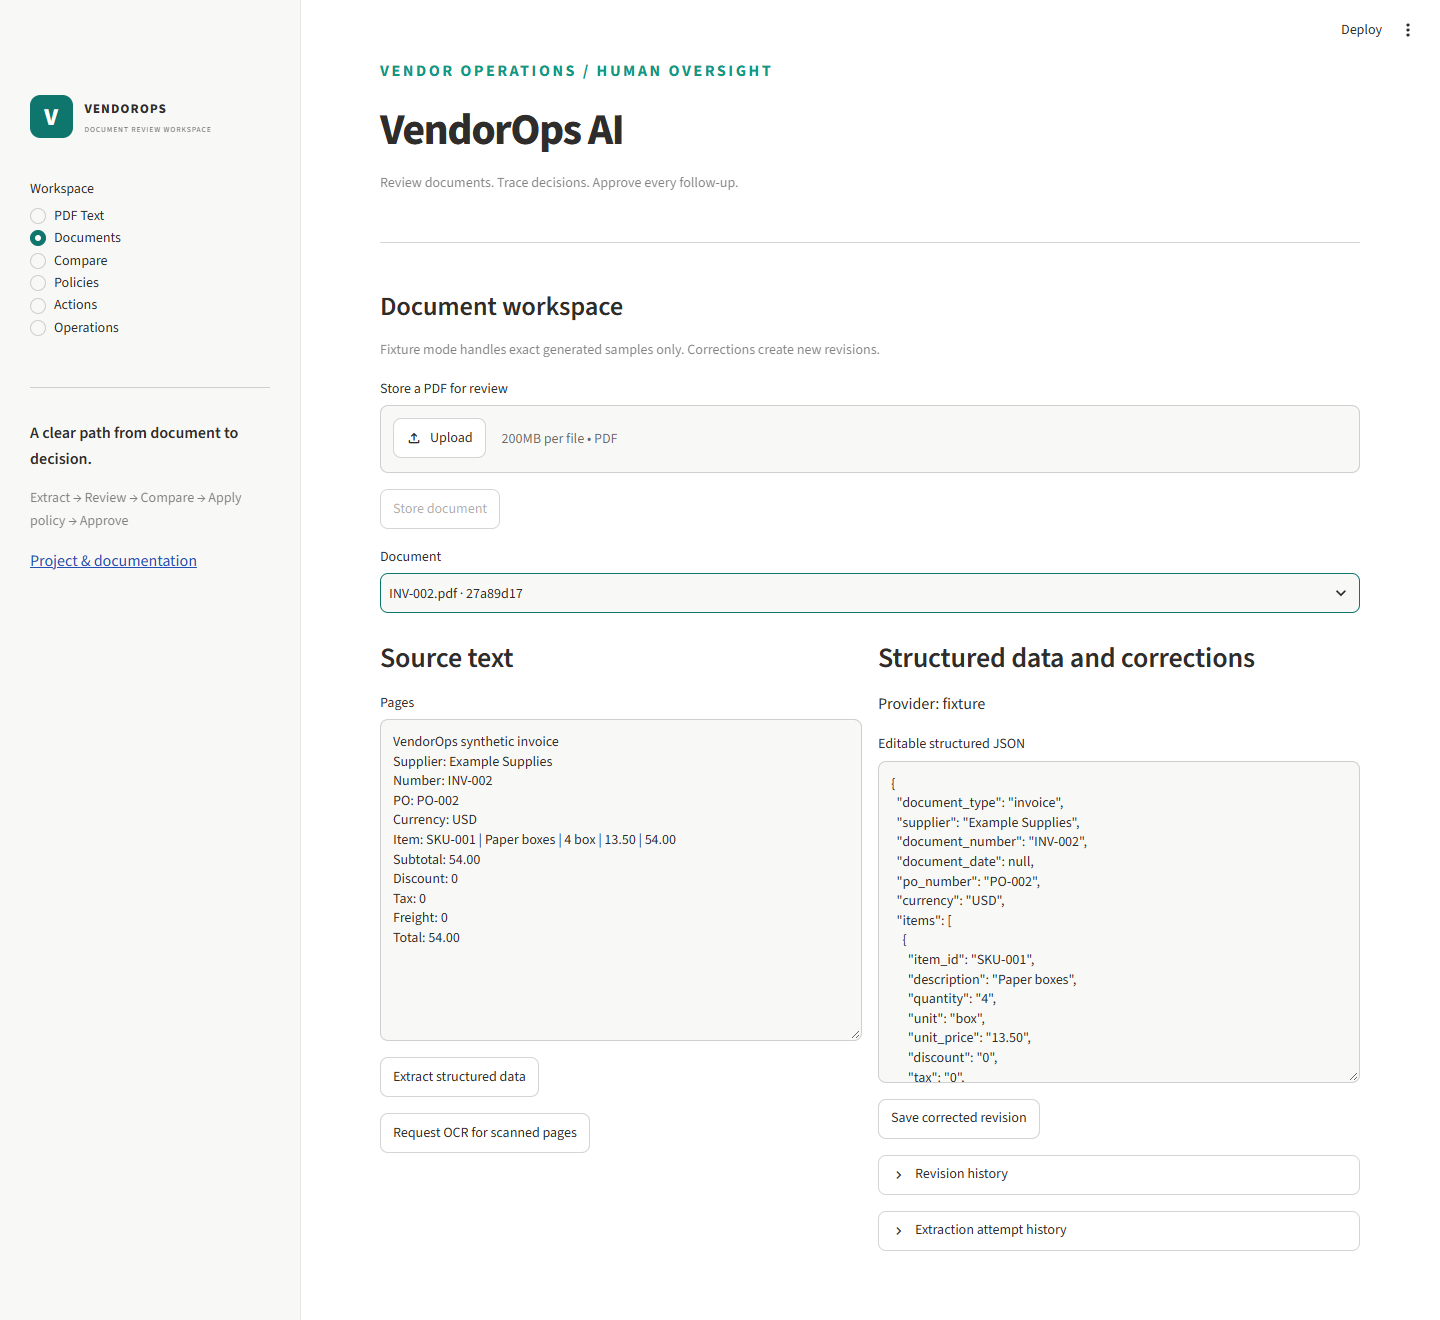 Deploy
V
VENDOROPS
DOCUMENT REVIEW WORKSPACE
Workspace
PDF Text
Documents
Compare
Policies
Actions
Operations
A clear path from document to
decision.
Extract → Review → Compare → Apply
policy → Approve
Project & documentation
VENDOR OPERATIONS / HUMAN OVERSIGHT
VendorOps AI
Review documents. Trace decisions. Approve every follow-up.
Document workspace
Fixture mode handles exact generated samples only. Corrections create new revisions.
Store a PDF for review
Upload
200MB per file • PDF
Store document
Document
INV-002.pdf · 27a89d17
Source text
Pages
VendorOps synthetic invoice
Supplier: Example Supplies
Number: INV-002
PO: PO-002
Currency: USD
Item: SKU-001 | Paper boxes | 4 box | 13.50 | 54.00
Subtotal: 54.00
Discount: 0
Tax: 0
Freight: 0
Total: 54.00
Extract structured data
Request OCR for scanned pages
Structured data and corrections
Provider: fixture
Editable structured JSON
{
"document_type": "invoice",
"supplier": "Example Supplies",
"document_number": "INV-002",
"document_date": null,
"po_number": "PO-002",
"currency": "USD",
"items": [
{
"item_id": "SKU-001",
"description": "Paper boxes",
"quantity": "4",
"unit": "box",
"unit_price": "13.50",
"discount": "0",
"tax": "0",
Save corrected revision
Revision history
Extraction attempt history